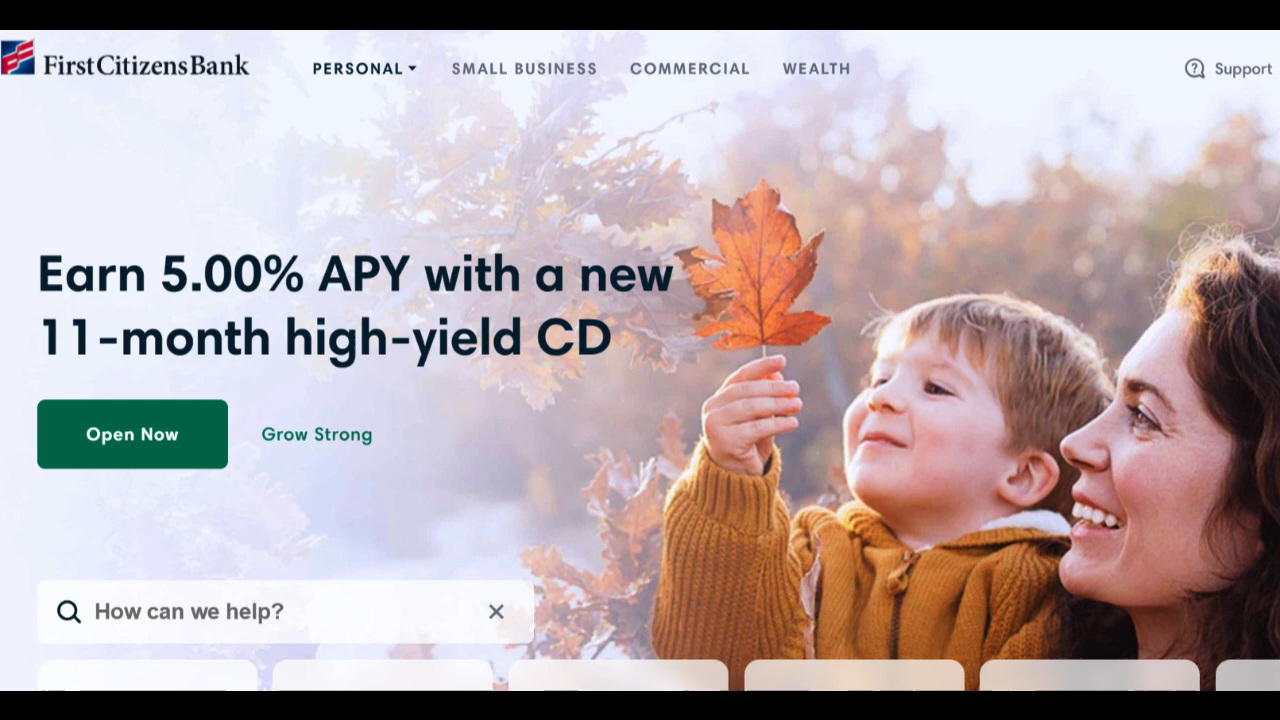 FirstCitizensBank
PERSONAL
SMALL BUSINESS
COMMERCIAL
WEALTH
Support
Earn 5.00% APY with a new
11-month high-yield CD
Open Now
Grow Strong
How can we help?